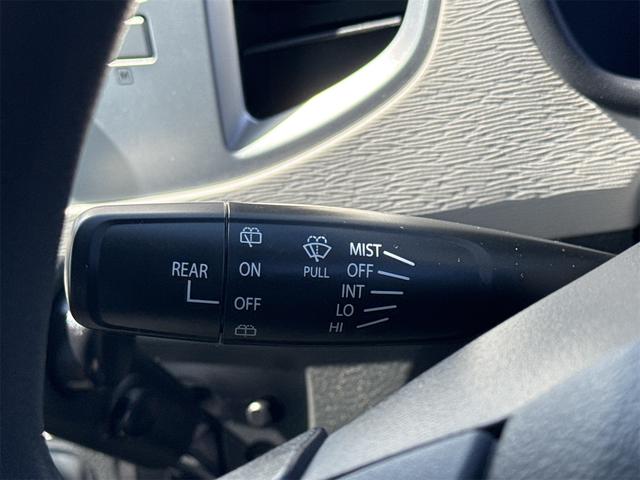 M
REAR
ON
OFF
PULL
MIST
OFF
INT
LO
HI